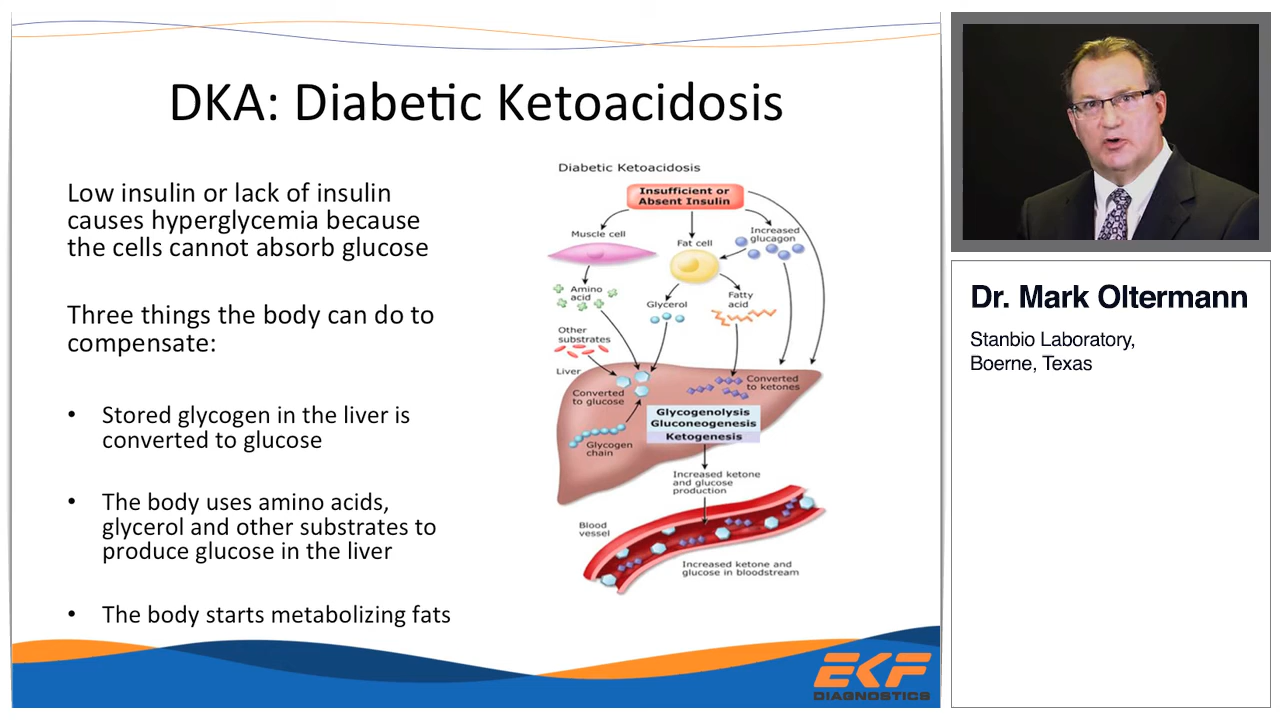 DKA: Diabetic Ketoacidosis
Low insulin or lack of insulin
causes hyperglycemia because
the cells cannot absorb glucose
Three things the body can do to
compensate:
• Stored glycogen in the liver is
converted to glucose
• The body uses amino acids,
glycerol and other substrates to
produce glucose in the liver
• The body starts metabolizing fats
Diabetic Ketoacidosis
Insufficient or
Absent Insulin
Muscle cell
Fat cell
Increased
glucagon
Amino
acid
Glycerol
Fatty
acid
Other
substrates
Liver
Converted
to glucose
Converted
to ketones
Glycogenolysis
Gluconeogenesis
Ketogenesis
Glycogen
chain
Increased ketone
and glucose
production
Blood
vessel
Increased ketone and
glucose in bloodstream
EKF
DIAGNOSTICS
Dr. Mark Oltermann
Stanbio Laboratory,
Boerne, Texas